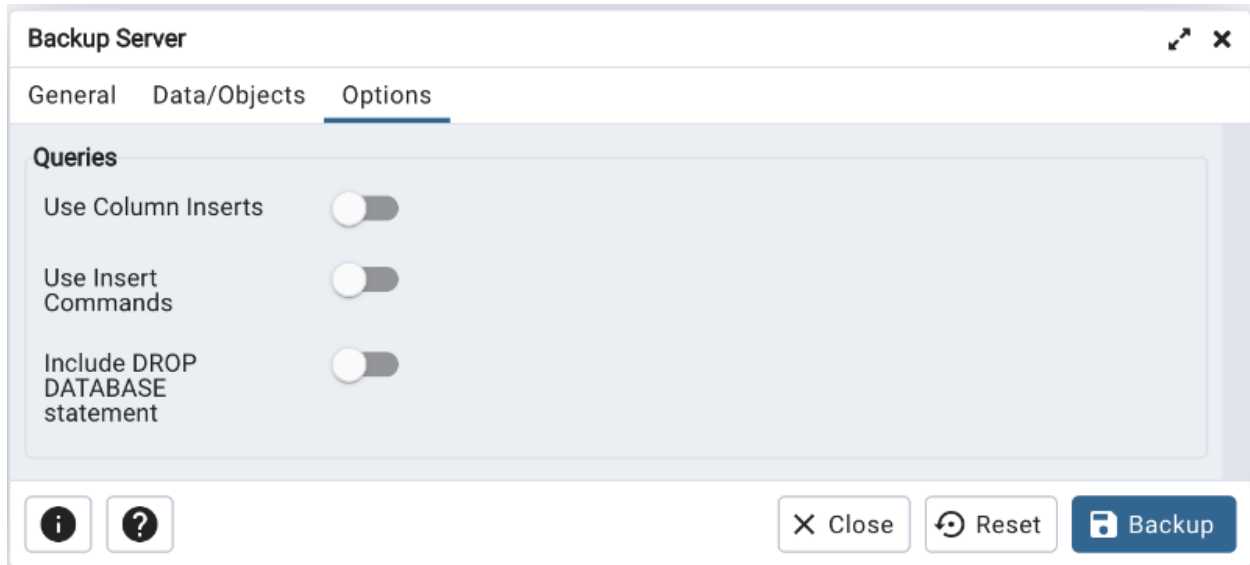 Backup Server
General Data/Objects Options
Queries
Use Column Inserts
Use Insert
Commands
Include DROP
DATABASE
statement
Close Reset Backup